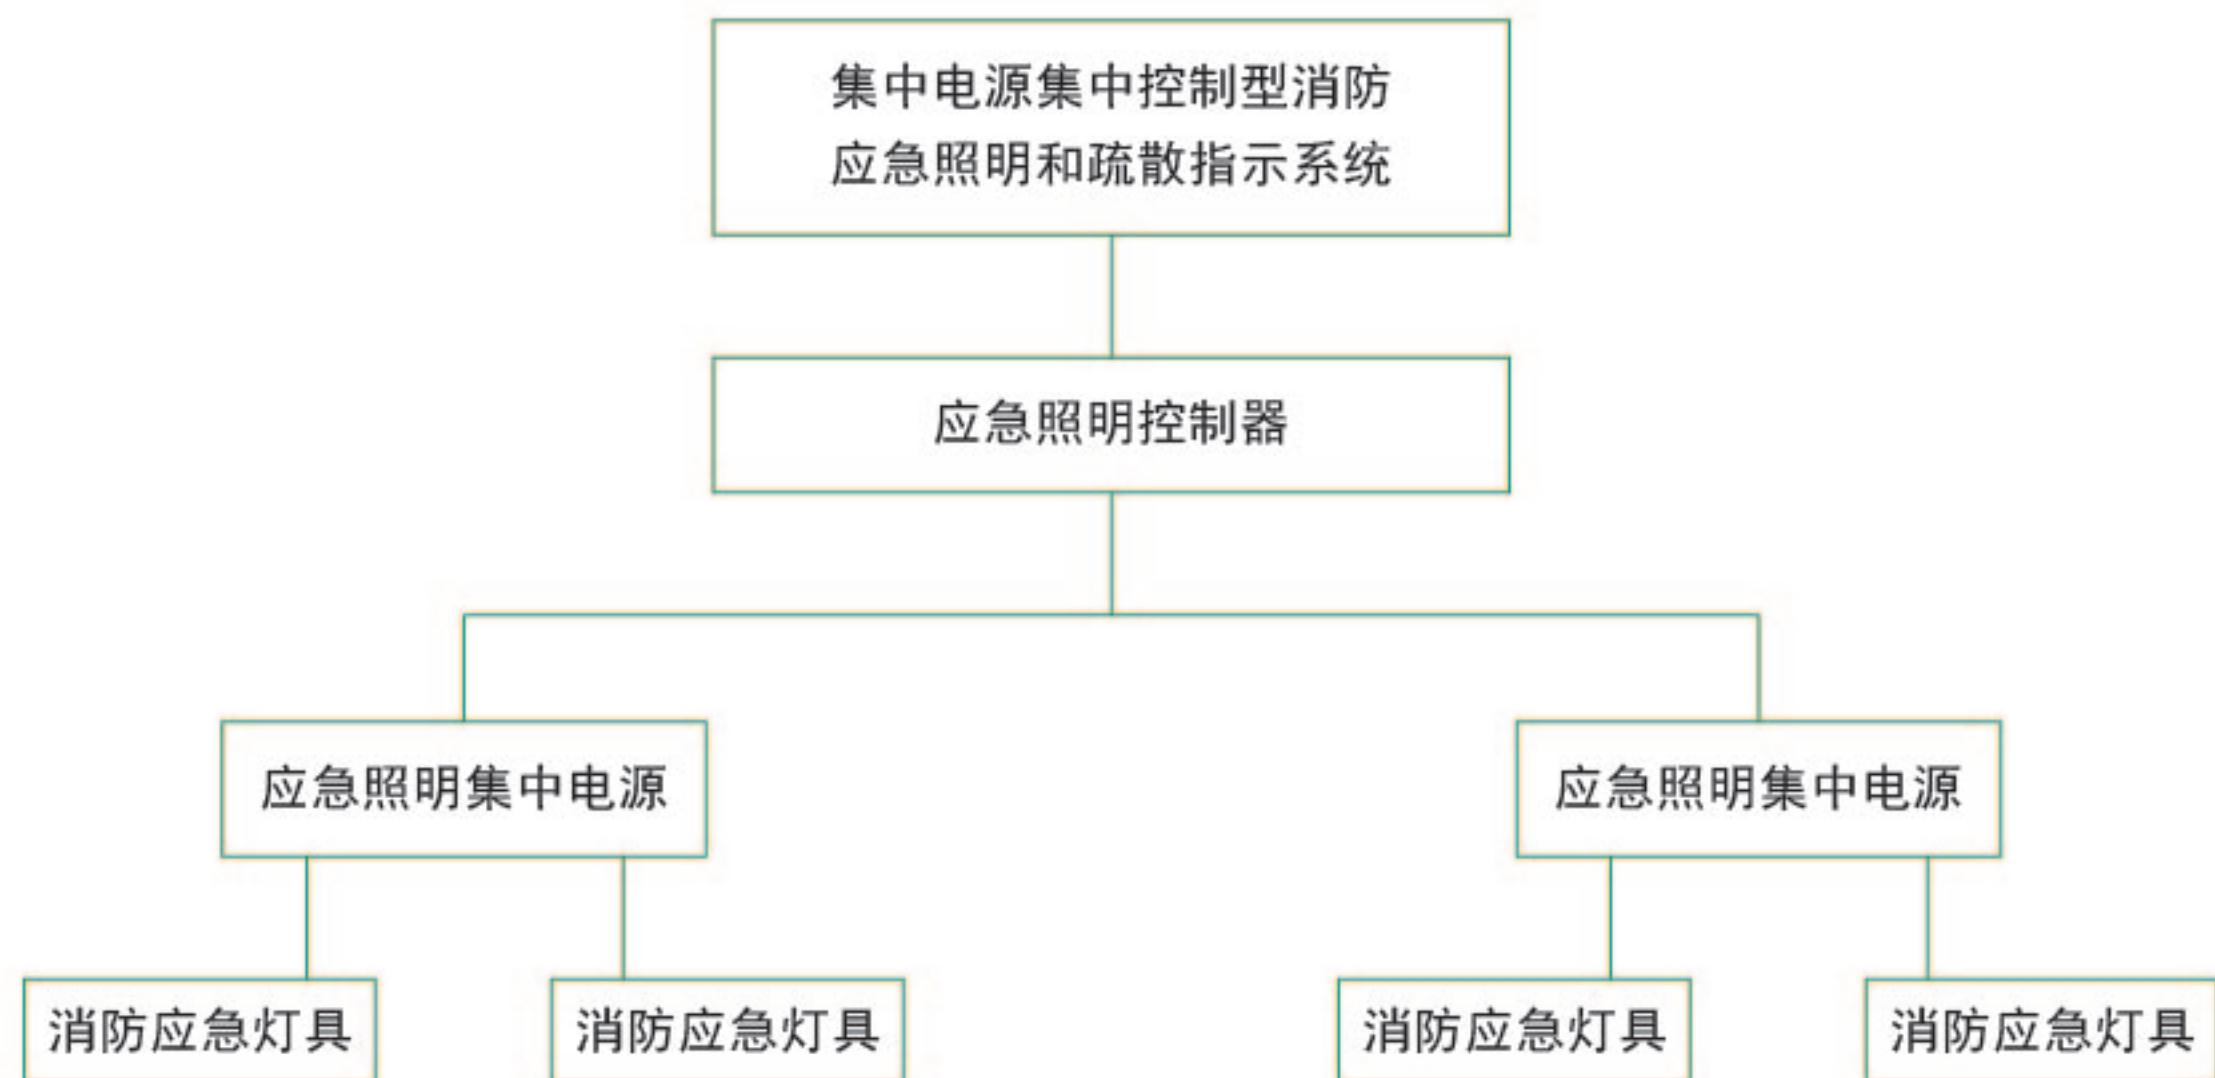 集中电源集中控制型消防
应急照明和疏散指示系统
应急照明控制器
应急照明集中电源
应急照明集中电源
消防应急灯具
消防应急灯具
消防应急灯具
消防应急灯具